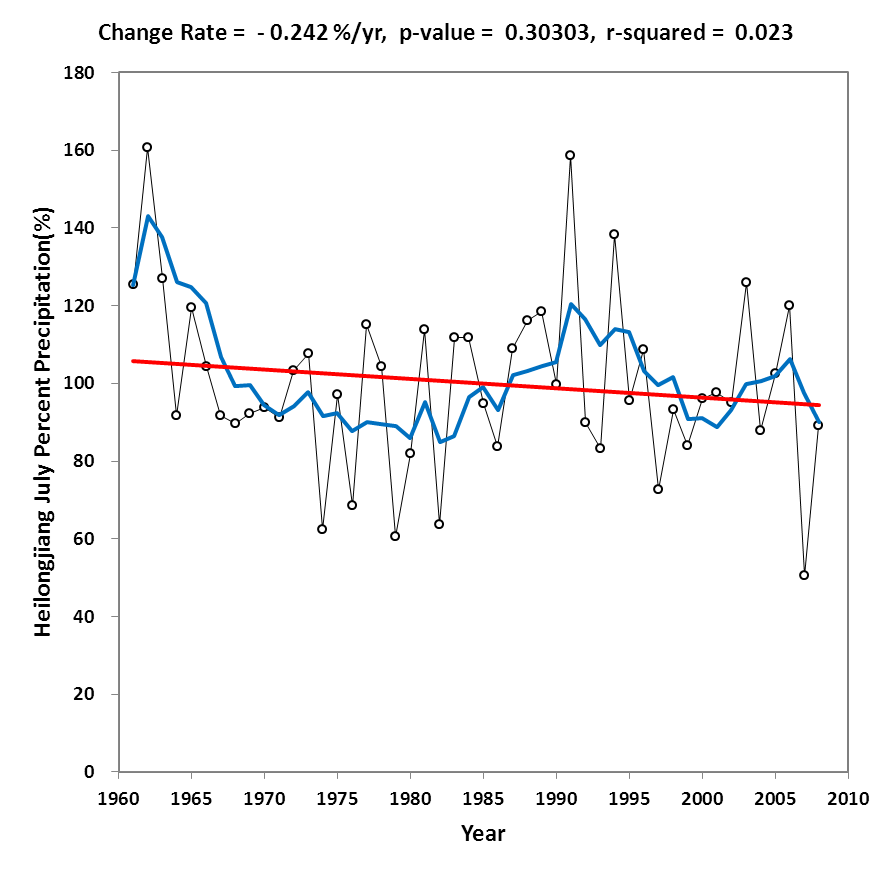 Change Rate =  - 0.242 %/yr,  p-value =  0.30303,  r-squared =  0.023
Heilongjiang July Percent Precipitation(%)
180
160
140
120
100
80
60
40
20
0
1960 1965 1970 1975 1980 1985 1990 1995 2000 2005 2010
Year